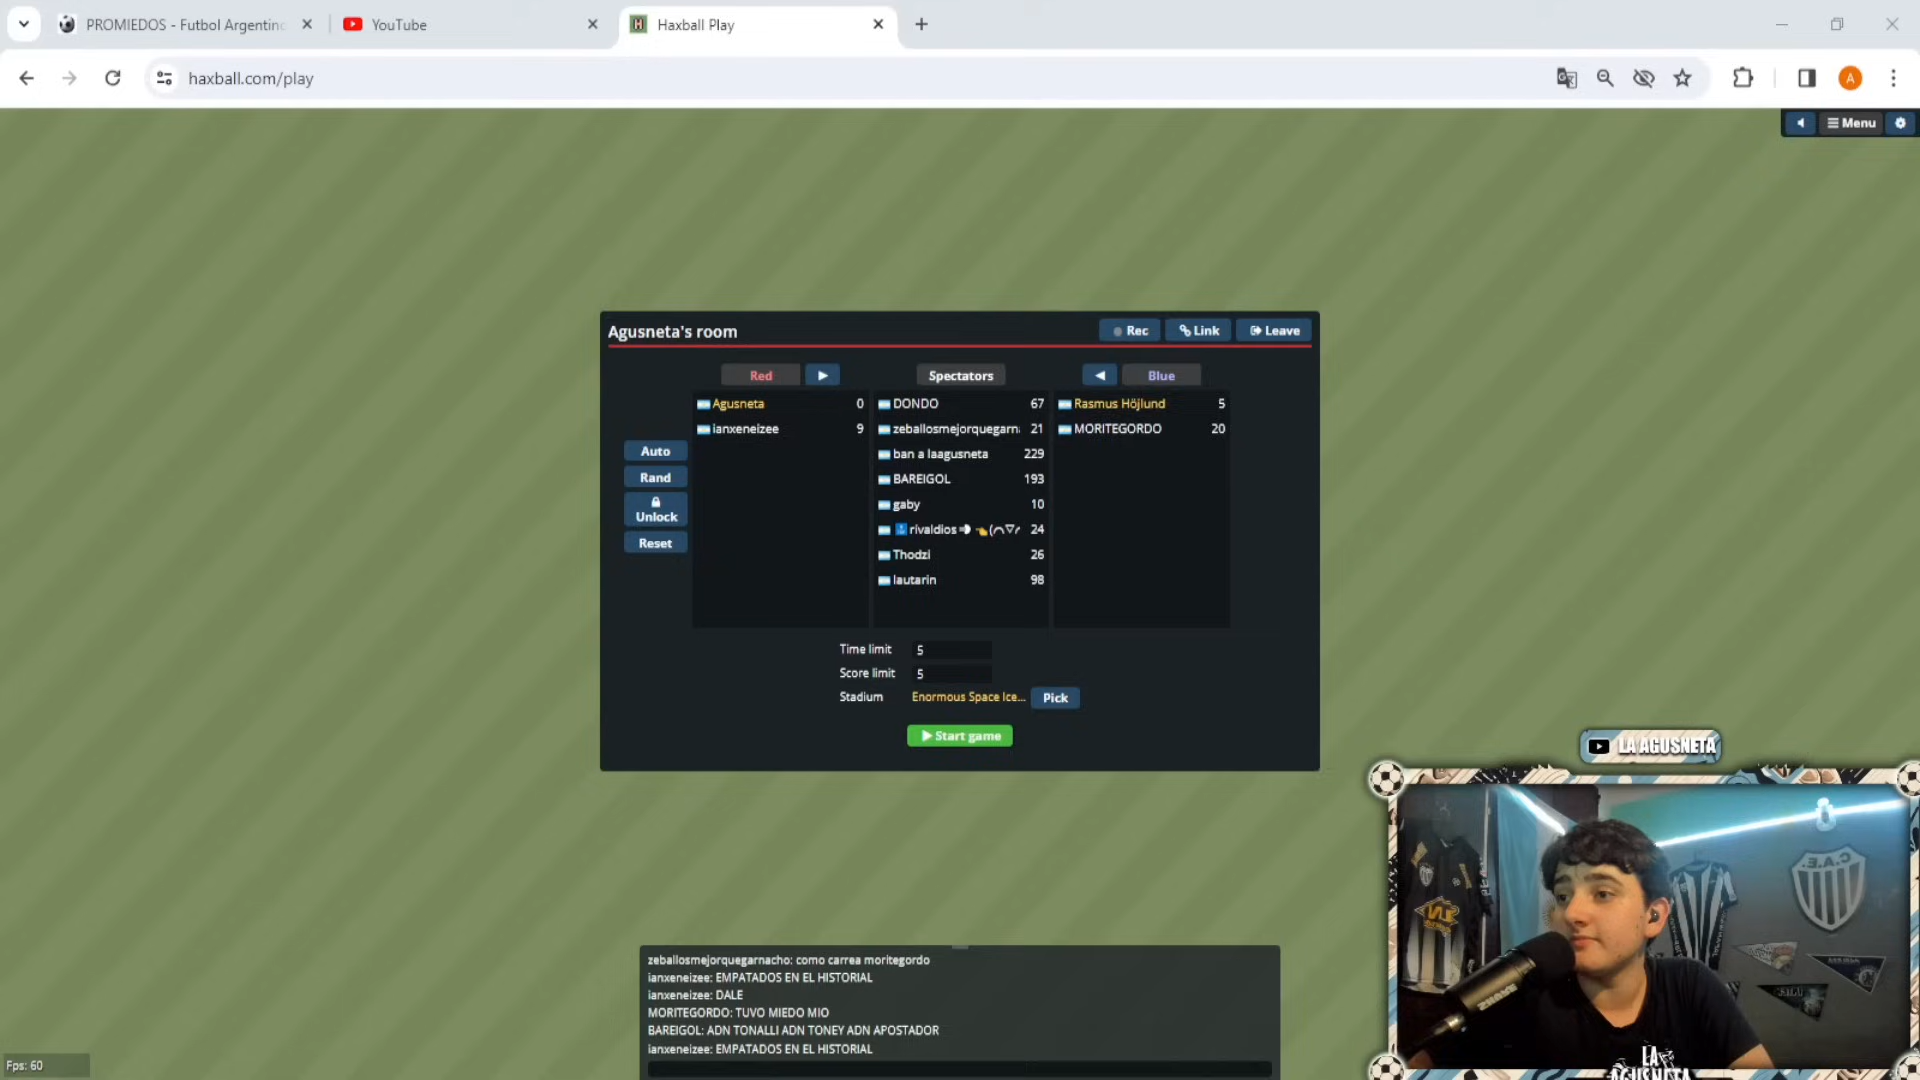 PROMIEDOS - Futbol Argentino
YouTube
Haxball Play
haxball.com/play
A
Menu
Agusneta's room
Rec
Link
Leave
Red
Spectators
Blue
Agusneta 0
ianxeneizee 9
DONDO 67
zeballosmejorquegarna 21
ban a laagusneta 229
BAREIGOL 193
gaby 10
rivaldios 24
Thodzi 26
lautarin 98
Rasmus Höjlund 5
MORITEGORDO 20
Auto
Rand
Unlock
Reset
Time limit 5
Score limit 5
Stadium Enormous Space Ice... Pick
Start game
LA AGUSNETA
C.A.E.
zeballosmejorquegarnacho: como carrea moritegordo
ianxeneizee: EMPATADOS EN EL HISTORIAL
ianxeneizee: DALE
MORITEGORDO: TUVO MIEDO MIO
BAREIGOL: ADN TONALLI ADN TONEY ADN APOSTADOR
ianxeneizee: EMPATADOS EN EL HISTORIAL
LA
AGUSNETA
Fps: 60